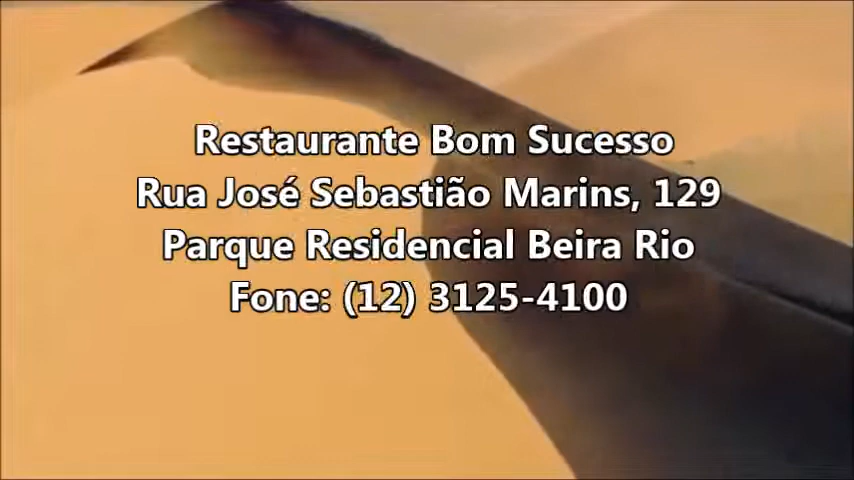 Restaurante Bom Sucesso
Rua José Sebastião Marins, 129
Parque Residencial Beira Rio
Fone: (12) 3125-4100